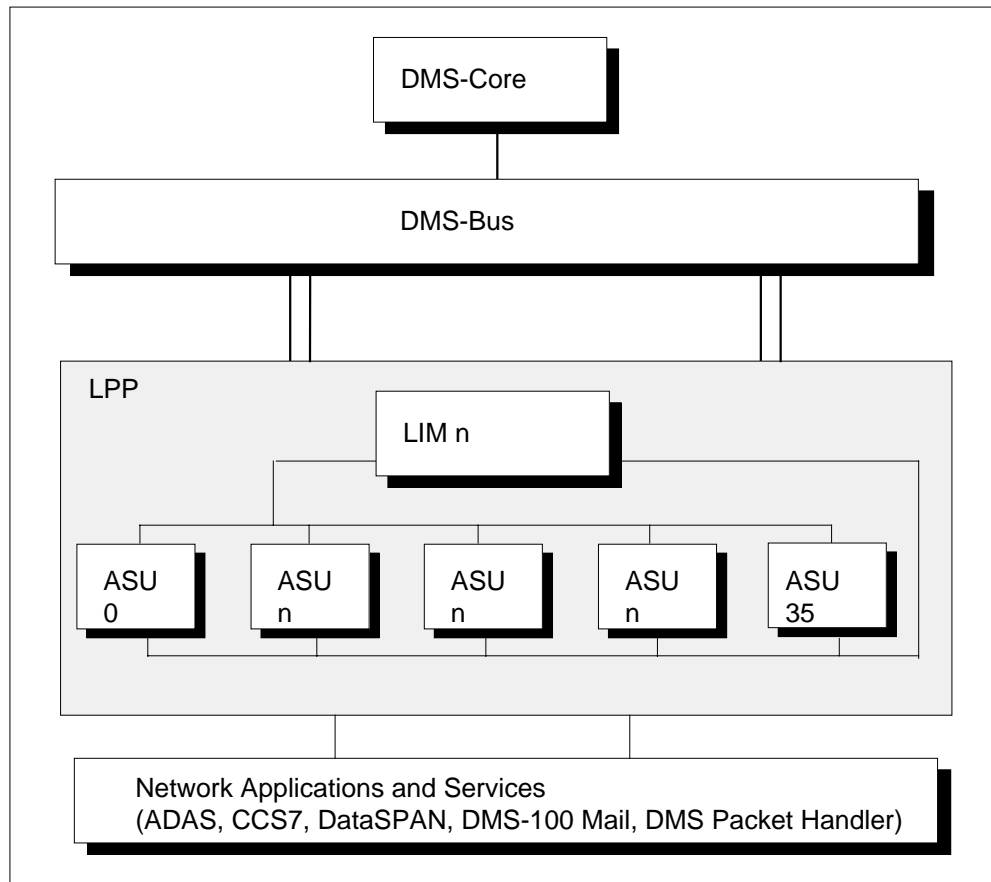 DMS-Core
DMS-Bus
LPP
LIM n
ASU
0
ASU
n
ASU
n
ASU
n
ASU
35
Network Applications and Services
(ADAS, CCS7, DataSPAN, DMS-100 Mail, DMS Packet Handler)